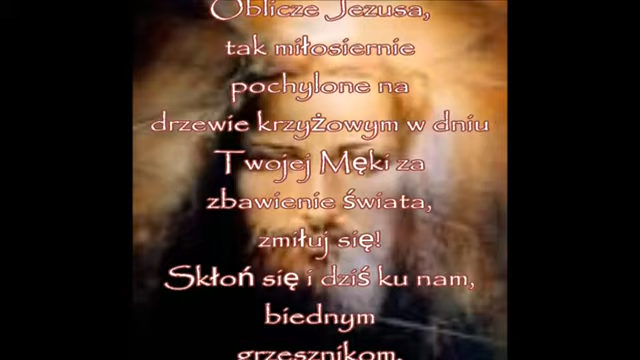 Oblicze Jezusa,
tak miłosiernie
pochylone na
drzewie krzyżowym w dniu
Twojej Męki za
zbawienie świata,
zmiłuj się!
Skłoń się i dziś ku nam,
biednym
grzesznikom,